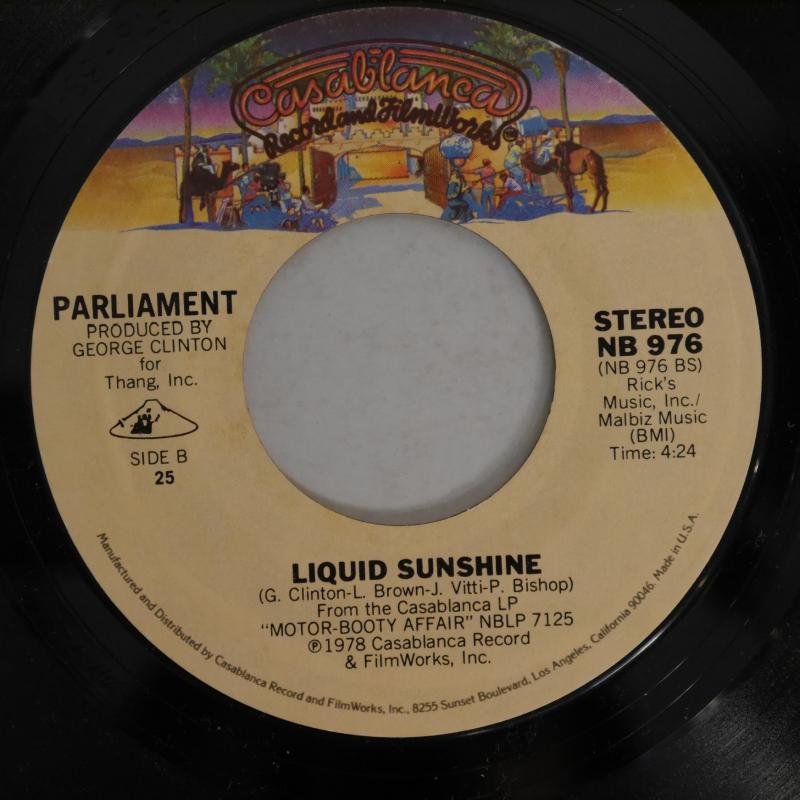 Casablanca
Record and FilmWorks
PARLIAMENT
PRODUCED BY
GEORGE CLINTON
for
Thang, Inc.
SIDE B
25
STEREO
NB 976
(NB 976 BS)
Rick's
Music, Inc./
Malbiz Music
(BMI)
Time: 4:24
LIQUID SUNSHINE
(G. Clinton-L. Brown-J. Vitti-P. Bishop)
From the Casablanca LP
"MOTOR-BOOTY AFFAIR" NBLP 7125
℗1978 Casablanca Record
& FilmWorks, Inc.
Manufactured and Distributed by Casablanca Record and FilmWorks, Inc., 8255 Sunset Boulevard, Los Angeles, California 90046. Made in U.S.A.